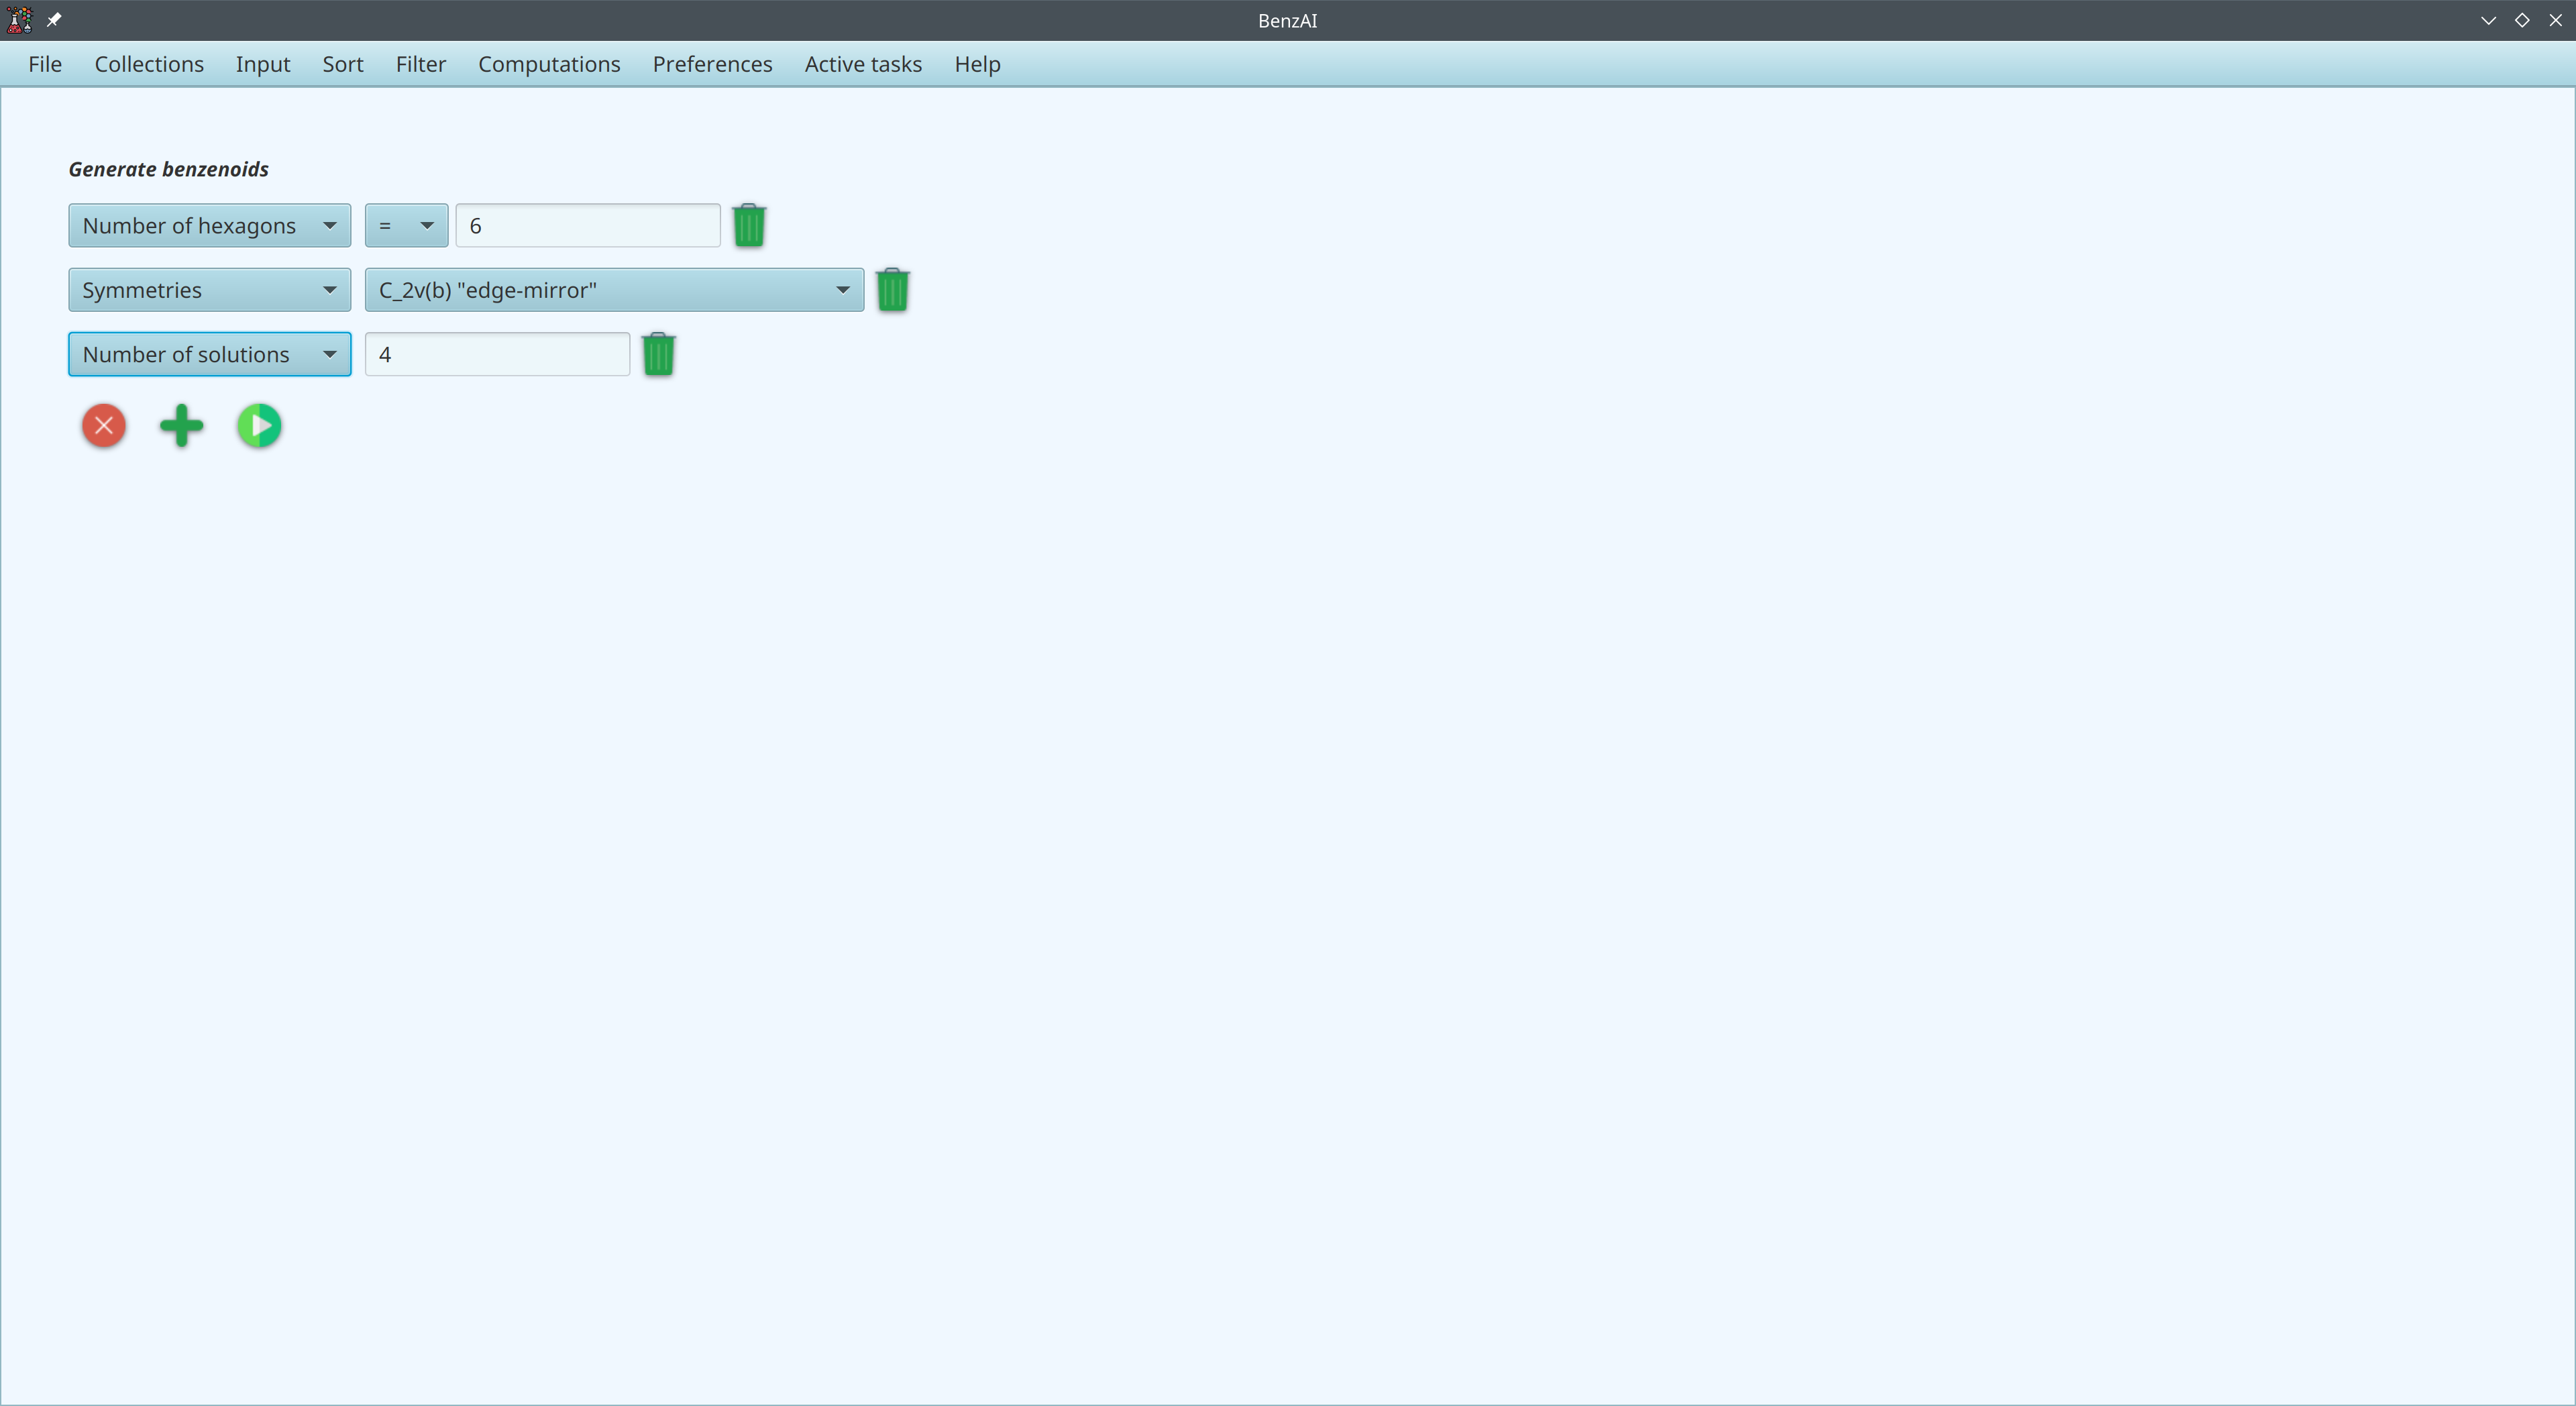 BenzAI
File Collections Input Sort Filter Computations Preferences Active tasks Help
Generate benzenoids
Number of hexagons = 6
Symmetries C_2v(b) "edge-mirror"
Number of solutions 4